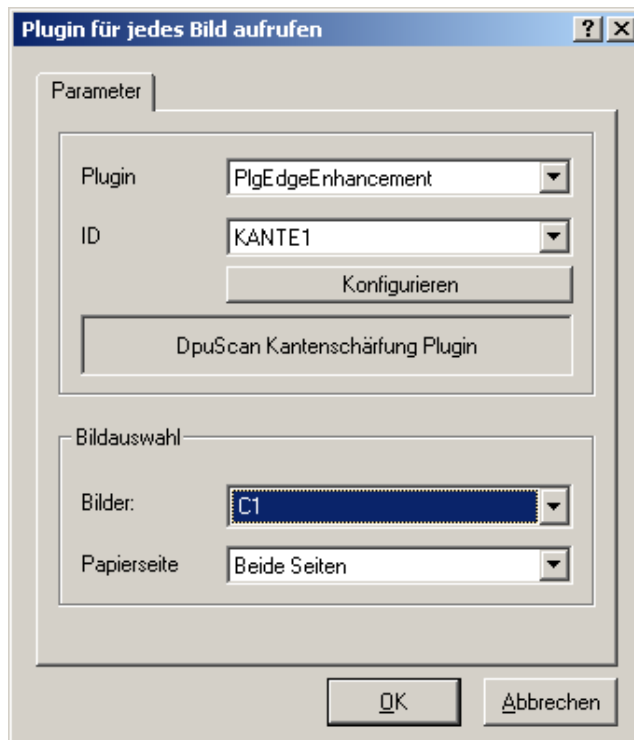 Plugin für jedes Bild aufrufen
Parameter
Plugin PlgEdgeEnhancement
ID KANTE1
Konfigurieren
DpuScan Kantenschärfung Plugin
Bildauswahl
Bilder: C1
Papierseite Beide Seiten
OK Abbrechen